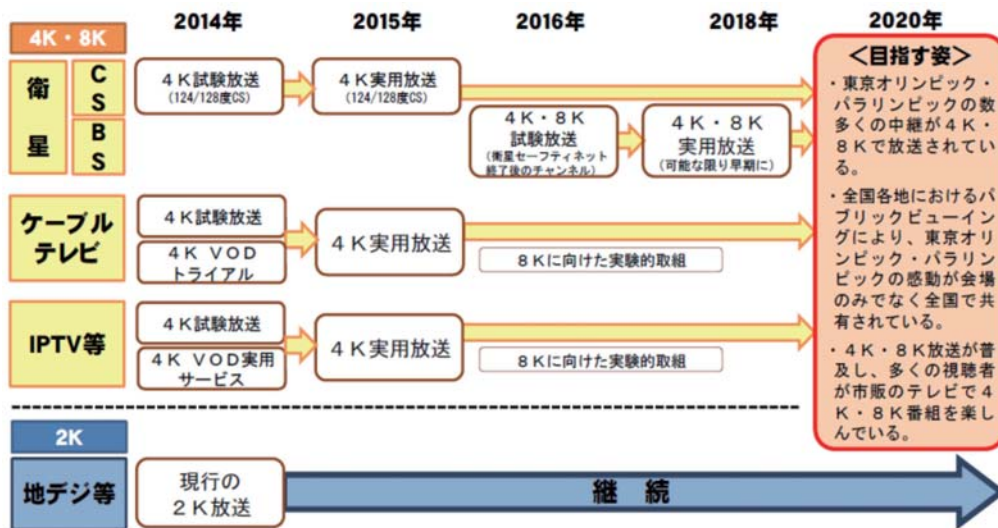 2014年 2015年 2016年 2018年 2020年
4K・8K
衛星
CS
BS
4K試験放送
(124/128度CS)
4K実用放送
(124/128度CS)
4K・8K
試験放送
(衛星セーフティネット
終了後のチャンネル)
4K・8K
実用放送
(可能な限り早期に)
ケーブル
テレビ
4K試験放送
4K VOD
トライアル
4K実用放送
8Kに向けた実験的取組
IPTV等
4K試験放送
4K VOD実用
サービス
4K実用放送
8Kに向けた実験的取組
<目指す姿>
・東京オリンピック・
パラリンピックの数
多くの中継が4K・
8Kで放送されてい
る。
・全国各地におけるパ
ブリックビューイン
グにより、東京オリ
ンピック・パラリン
ピックの感動が会場
のみでなく全国で共
有されている。
・4K・8K放送が普
及し、多くの視聴者
が市販のテレビで4
K・8K番組を楽し
んでいる。
2K
地デジ等
現行の
2K放送
継 続